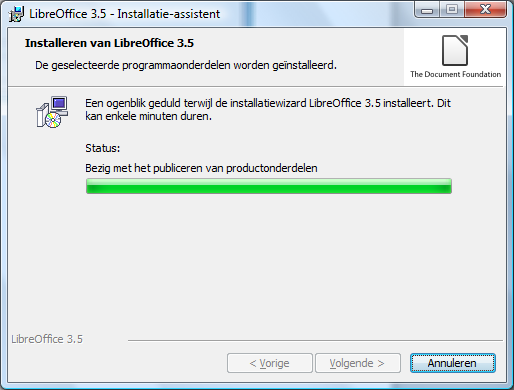 LibreOffice 3.5 - Installatie-assistent
Installeren van LibreOffice 3.5
De geselecteerde programmaonderdelen worden geïnstalleerd.
The Document Foundation
Een ogenblik geduld terwijl de installatiewizard LibreOffice 3.5 installeert. Dit
kan enkele minuten duren.
Status:
Bezig met het publiceren van productonderdelen
LibreOffice 3.5
< Vorige
Volgende >
Annuleren